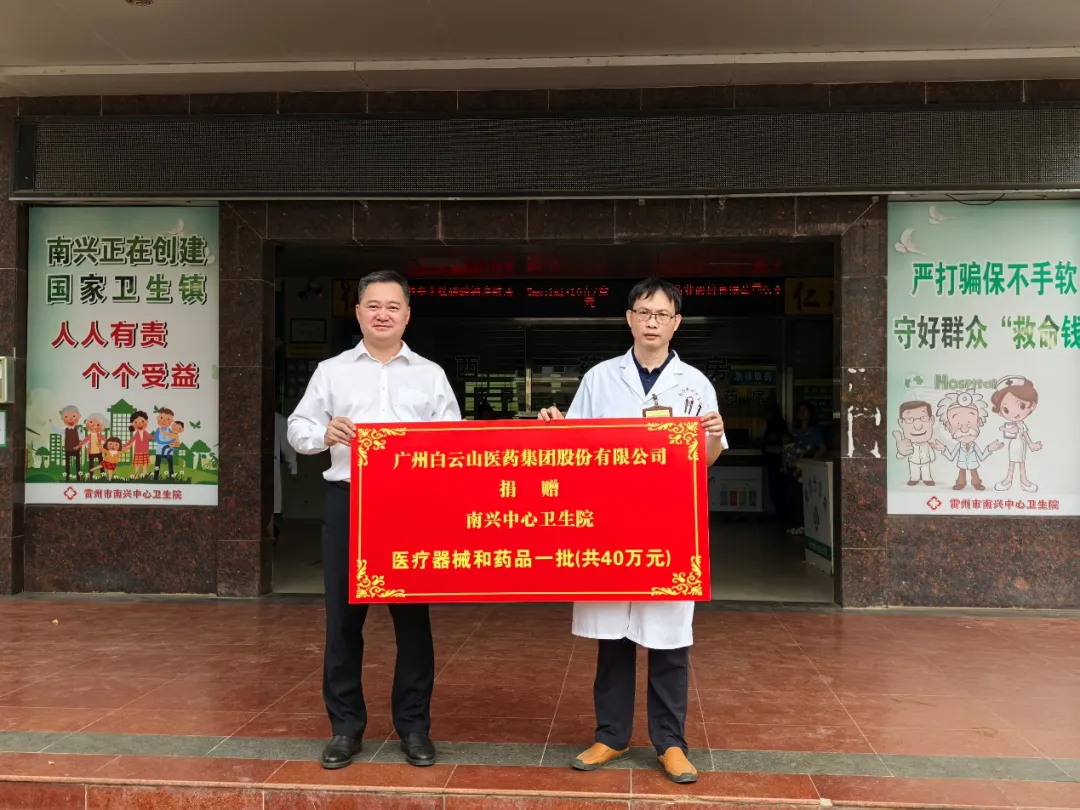 南兴正在创建
国家卫生镇
人人有责
个个受益
雷州市南兴中心卫生院
广州白云山医药集团股份有限公司
捐 赠
南兴中心卫生院
医疗器械和药品一批(共40万元)
严打骗保不手软
守好群众“救命钱
Hospital
雷州市南兴中心卫生院
西
药
房
仁